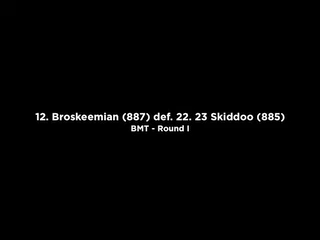 12. Broskeemian (887) def. 22. 23 Skiddoo (885)
BMT - Round I